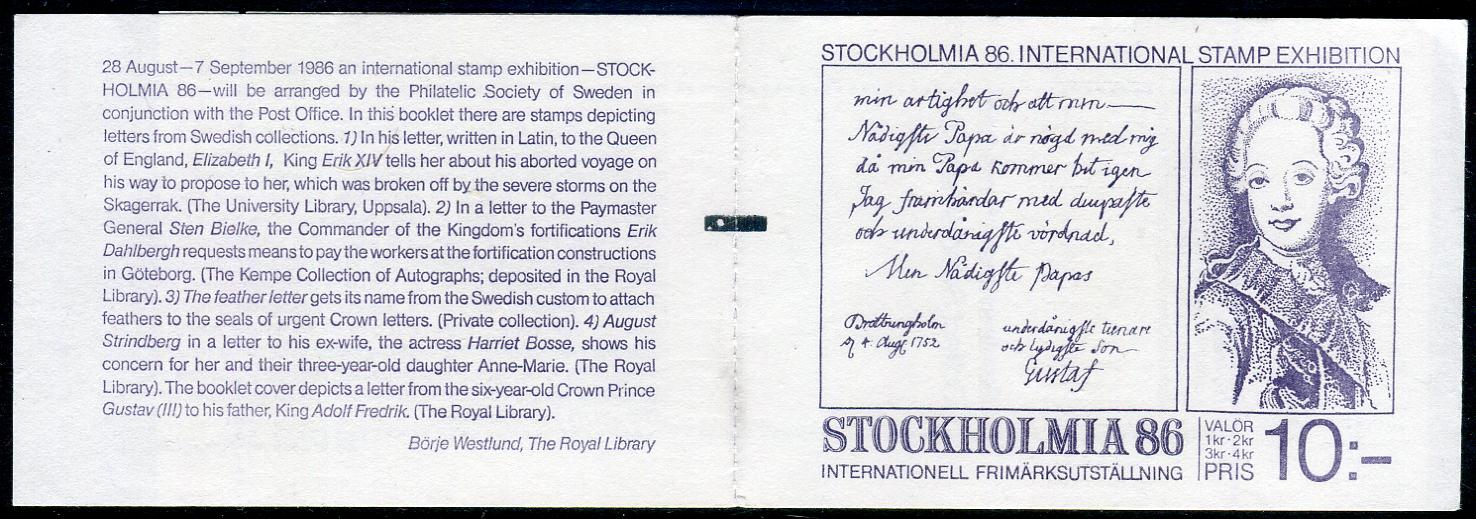 28 August—7 September 1986 an international stamp exhibition—STOCK-
HOLMIA 86—will be arranged by the Philatelic Society of Sweden in
conjunction with the Post Office. In this booklet there are stamps depicting
letters from Swedish collections. 1) In his letter, written in Latin, to the Queen
of England, Elizabeth I, King Erik XIV tells her about his aborted voyage on
his way to propose to her, which was broken off by the severe storms on the
Skagerrak. (The University Library, Uppsala). 2) In a letter to the Paymaster
General Sten Bielke, the Commander of the Kingdom's fortifications Erik
Dahlbergh requests means to pay the workers at the fortification constructions
in Göteborg. (The Kempe Collection of Autographs; deposited in the Royal
Library). 3) The feather letter gets its name from the Swedish custom to attach
feathers to the seals of urgent Crown letters. (Private collection). 4) August
Strindberg in a letter to his ex-wife, the actress Harriet Bosse, shows his
concern for her and their three-year-old daughter Anne-Marie. (The Royal
Library). The booklet cover depicts a letter from the six-year-old Crown Prince
Gustav (III) to his father, King Adolf Fredrik. (The Royal Library).
Börje Westlund, The Royal Library
STOCKHOLMIA 86. INTERNATIONAL STAMP EXHIBITION
min artighet och att min
Nådigste Papa är nögd med mig
då min Papa kommer hit igen
Jag framhärdar med diupaste
och underdånigste vördnad,
Min Nådigste Papas
Drottningholm
d. 4. Aug. 1752
underdånigste tienare
och lydigste Son
Gustaf
STOCKHOLMIA 86
INTERNATIONELL FRIMÄRKSUTSTÄLLNING
VALÖR
1kr·2kr
3kr·4kr
PRIS
10:–